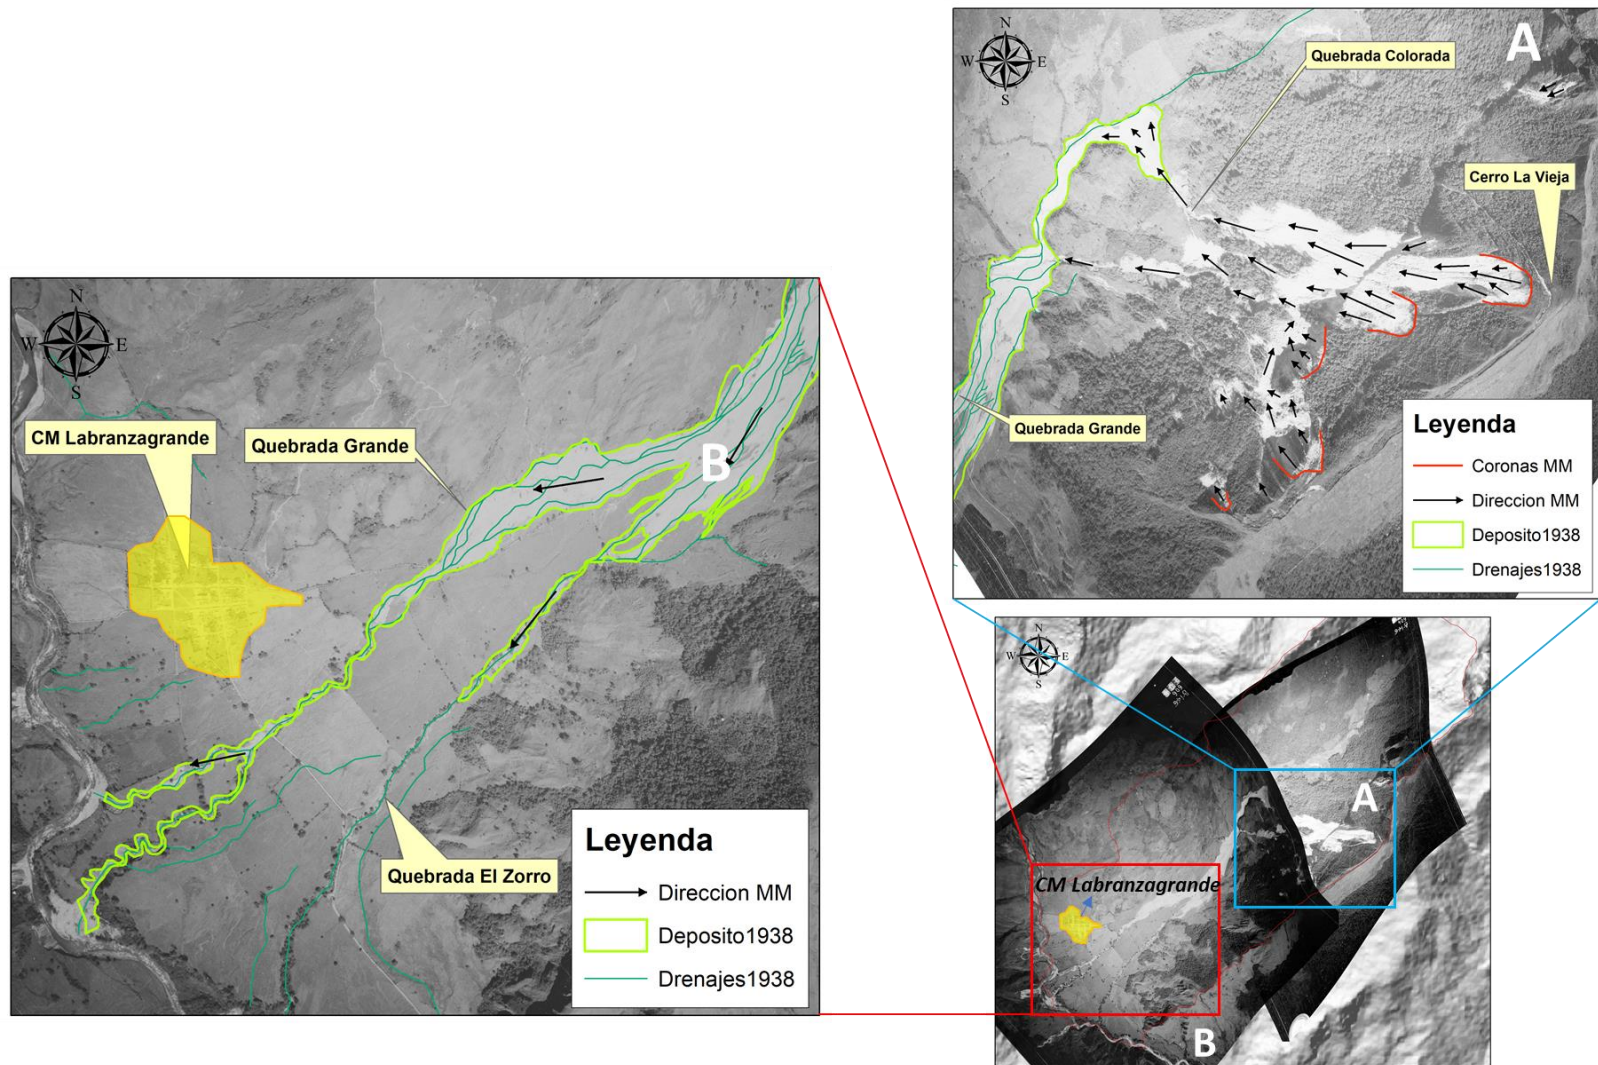 N
W E
S
CM Labranzagrande
Quebrada Grande
B
Quebrada El Zorro
Leyenda
Direccion MM
Deposito1938
Drenajes1938
A
N
W E
S
Quebrada Colorada
Cerro La Vieja
Quebrada Grande
Leyenda
Coronas MM
Direccion MM
Deposito1938
Drenajes1938
N
W E
S
A
CM Labranzagrande
B